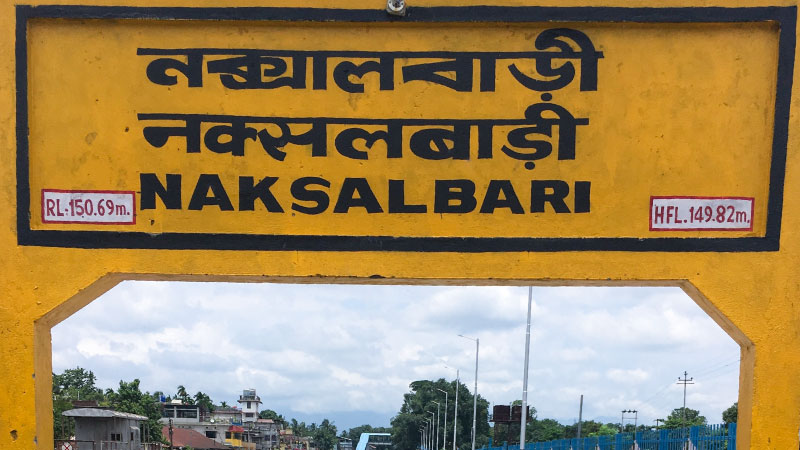 নক্সালবাড়ী
नक्सलबाड़ी
NAKSALBARI
RL-150.69m.
HFL.149.82m.